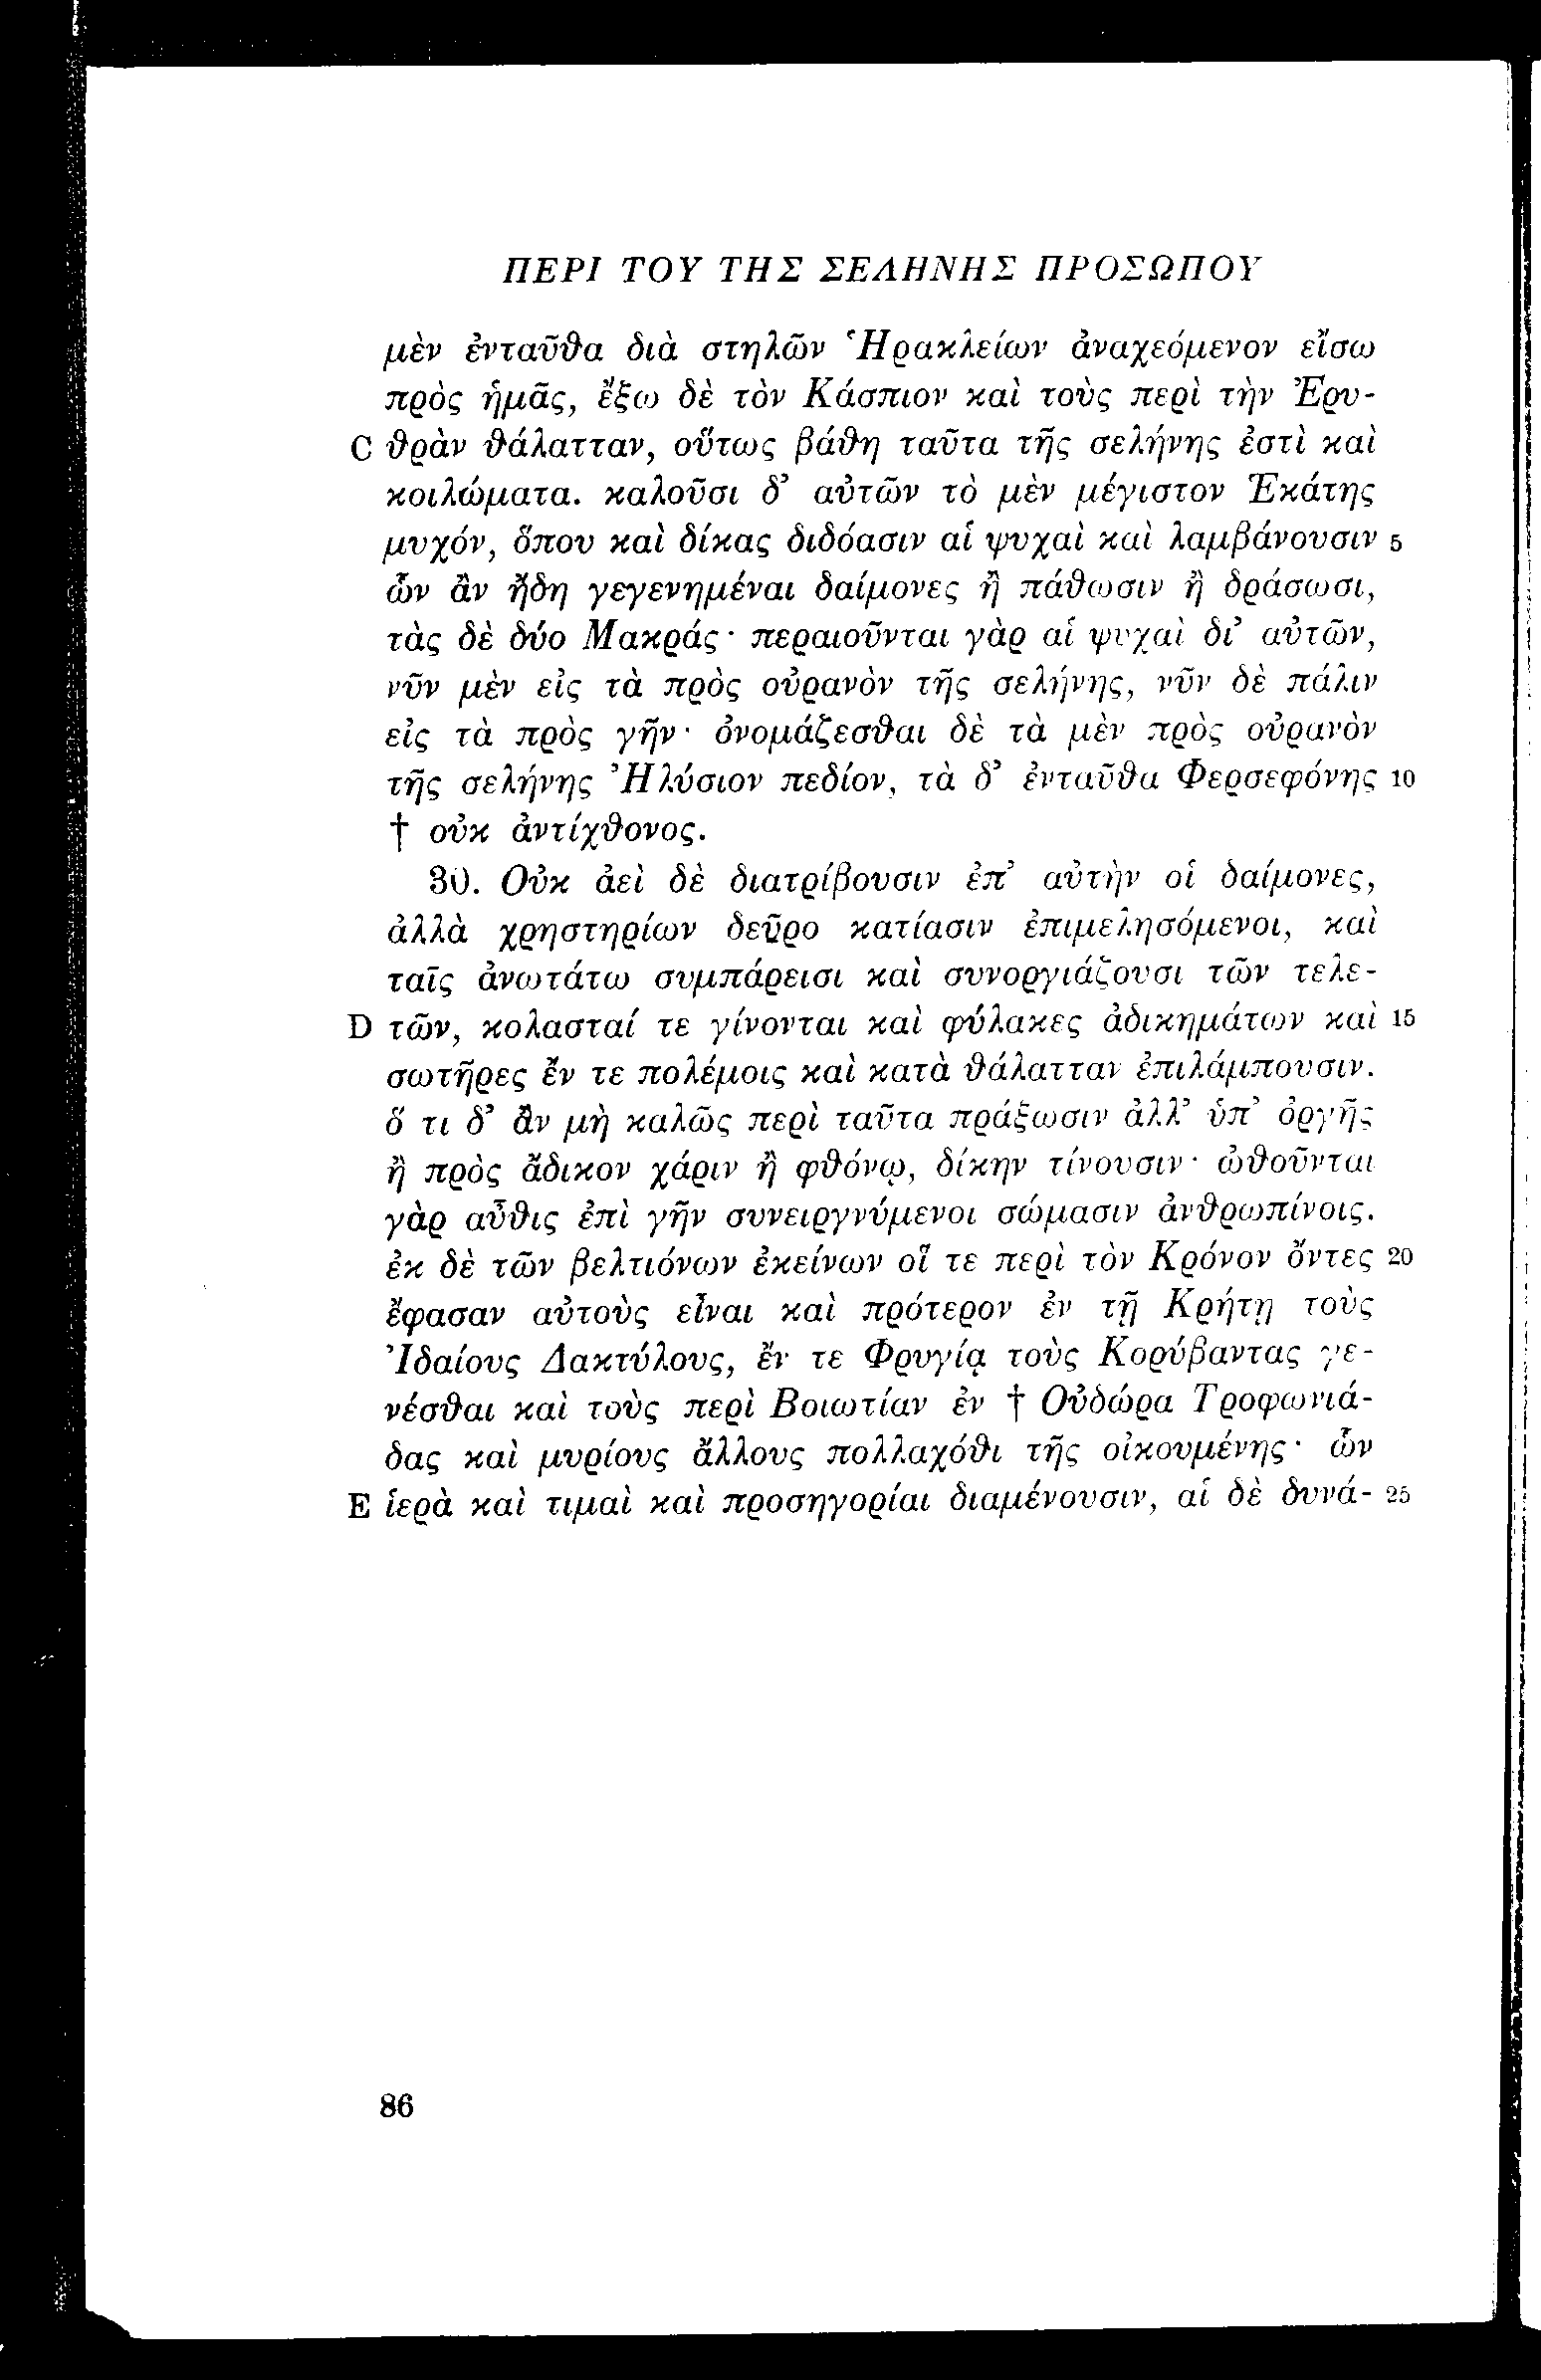 ΠΕΡΙ ΤΟΥ ΤΗΣ ΣΕΛΗΝΗΣ ΠΡΟΣΩΠΟΥ
μὲν ἐνταῦθα διὰ στηλῶν Ἡρακλείων ἀναχεόμενον εἴσω
πρὸς ἡμᾶς, ἔξω δὲ τὸν Κάσπιον καὶ τοὺς περὶ τὴν Ἐρυ-
C θρὰν θάλατταν, οὕτως βάθη ταῦτα τῆς σελήνης ἐστὶ καὶ
κοιλώματα. καλοῦσι δ’ αὐτῶν τὸ μὲν μέγιστον Ἑκάτης
μυχόν, ὅπου καὶ δίκας διδόασιν αἱ ψυχαὶ καὶ λαμβάνουσιν 5
ὧν ἂν ἤδη γεγενημέναι δαίμονες ἢ πάθωσιν ἢ δράσωσι,
τὰς δὲ δύο Μακράς· περαιοῦνται γὰρ αἱ ψυχαὶ δι’ αὐτῶν,
νῦν μὲν εἰς τὰ πρὸς οὐρανὸν τῆς σελήνης, νῦν δὲ πάλιν
εἰς τὰ πρὸς γῆν· ὀνομάζεσθαι δὲ τὰ μὲν πρὸς οὐρανὸν
τῆς σελήνης Ἠλύσιον πεδίον, τὰ δ’ ἐνταῦθα Φερσεφόνης 10
† οὐκ ἀντίχθονος.
30. Οὐκ ἀεὶ δὲ διατρίβουσιν ἐπ’ αὐτὴν οἱ δαίμονες,
ἀλλὰ χρηστηρίων δεῦρο κατίασιν ἐπιμελησόμενοι, καὶ
ταῖς ἀνωτάτω συμπάρεισι καὶ συνοργιάζουσι τῶν τελε-
D τῶν, κολασταί τε γίνονται καὶ φύλακες ἀδικημάτων καὶ 15
σωτῆρες ἔν τε πολέμοις καὶ κατὰ θάλατταν ἐπιλάμπουσιν.
ὅ τι δ’ ἂν μὴ καλῶς περὶ ταῦτα πράξωσιν ἀλλ’ ὑπ’ ὀργῆς
ἢ πρὸς ἄδικον χάριν ἢ φθόνῳ, δίκην τίνουσιν· ὠθοῦνται
γὰρ αὖθις ἐπὶ γῆν συνειργνύμενοι σώμασιν ἀνθρωπίνοις.
ἐκ δὲ τῶν βελτιόνων ἐκείνων οἵ τε περὶ τὸν Κρόνον ὄντες 20
ἔφασαν αὐτοὺς εἶναι καὶ πρότερον ἐν τῇ Κρήτῃ τοὺς
Ἰδαίους Δακτύλους, ἔν τε Φρυγίᾳ τοὺς Κορύβαντας γε-
νέσθαι καὶ τοὺς περὶ Βοιωτίαν ἐν † Οὐδώρα Τροφωνιά-
δας καὶ μυρίους ἄλλους πολλαχόθι τῆς οἰκουμένης· ὧν
E ἱερὰ καὶ τιμαὶ καὶ προσηγορίαι διαμένουσιν, αἱ δὲ δυνά- 25
86